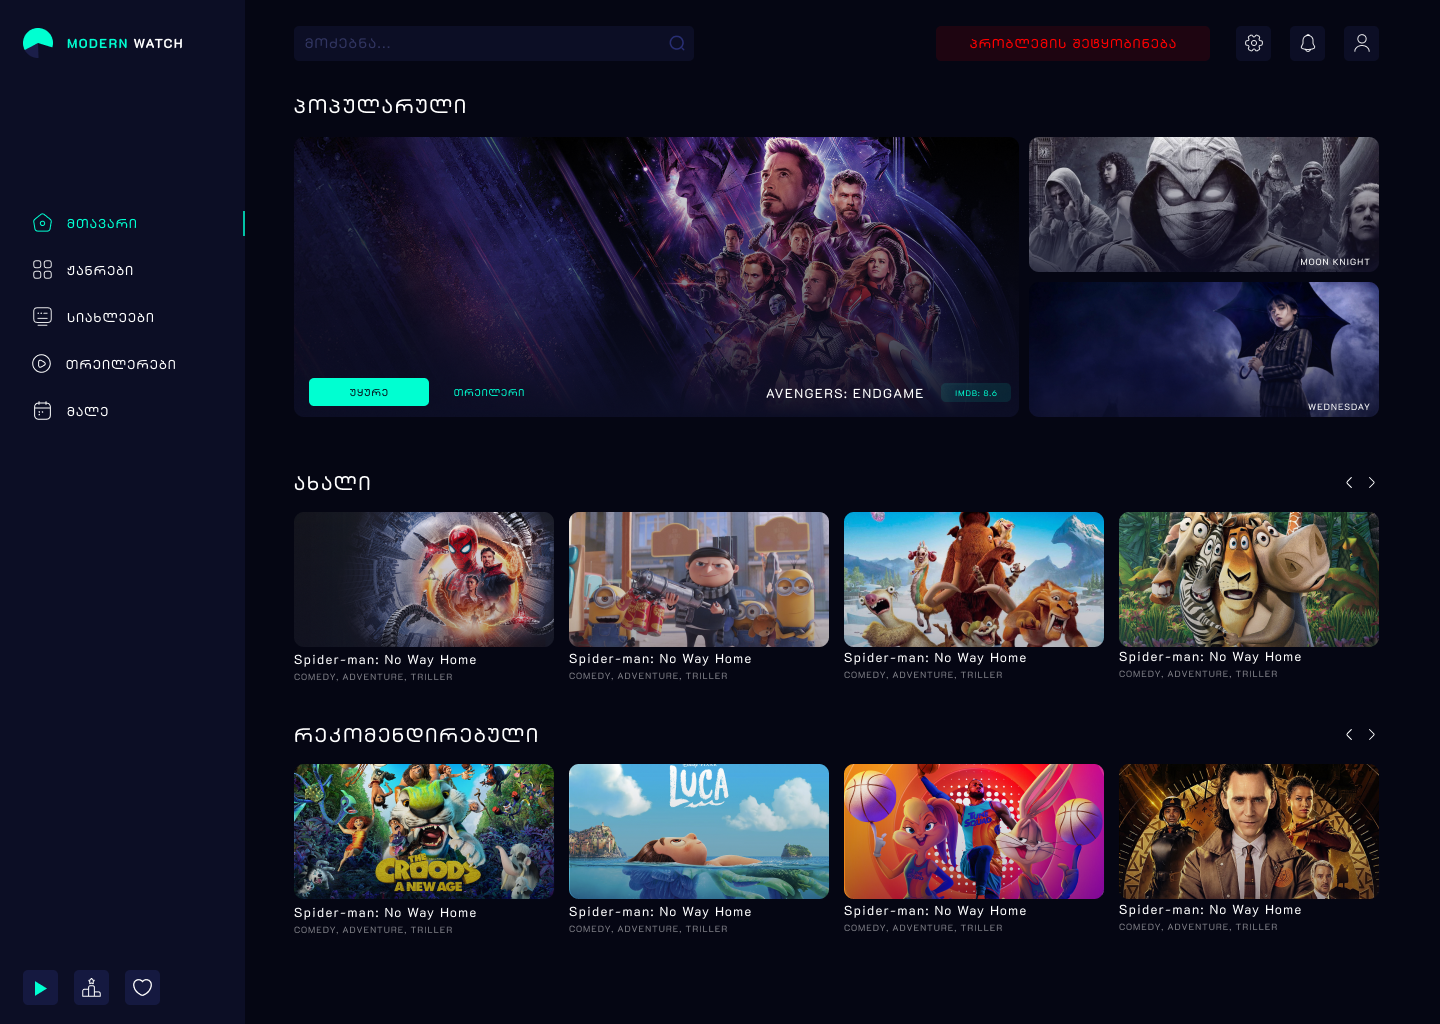 MODERN WATCH
მოძებნა...
პრობლემის შეტყობინება
მთავარი
ჟანრები
სიახლეები
თრეილერები
მალე
პოპულარული
უყურე
თრეილერი
AVENGERS: ENDGAME
IMDB: 8.6
MOON KNIGHT
WEDNESDAY
ახალი
Spider-man: No Way Home
COMEDY, ADVENTURE, TRILLER
Spider-man: No Way Home
COMEDY, ADVENTURE, TRILLER
Spider-man: No Way Home
COMEDY, ADVENTURE, TRILLER
Spider-man: No Way Home
COMEDY, ADVENTURE, TRILLER
რეკომენდირებული
THE
CROODS
A NEW AGE
LUCA
Spider-man: No Way Home
COMEDY, ADVENTURE, TRILLER
Spider-man: No Way Home
COMEDY, ADVENTURE, TRILLER
Spider-man: No Way Home
COMEDY, ADVENTURE, TRILLER
Spider-man: No Way Home
COMEDY, ADVENTURE, TRILLER